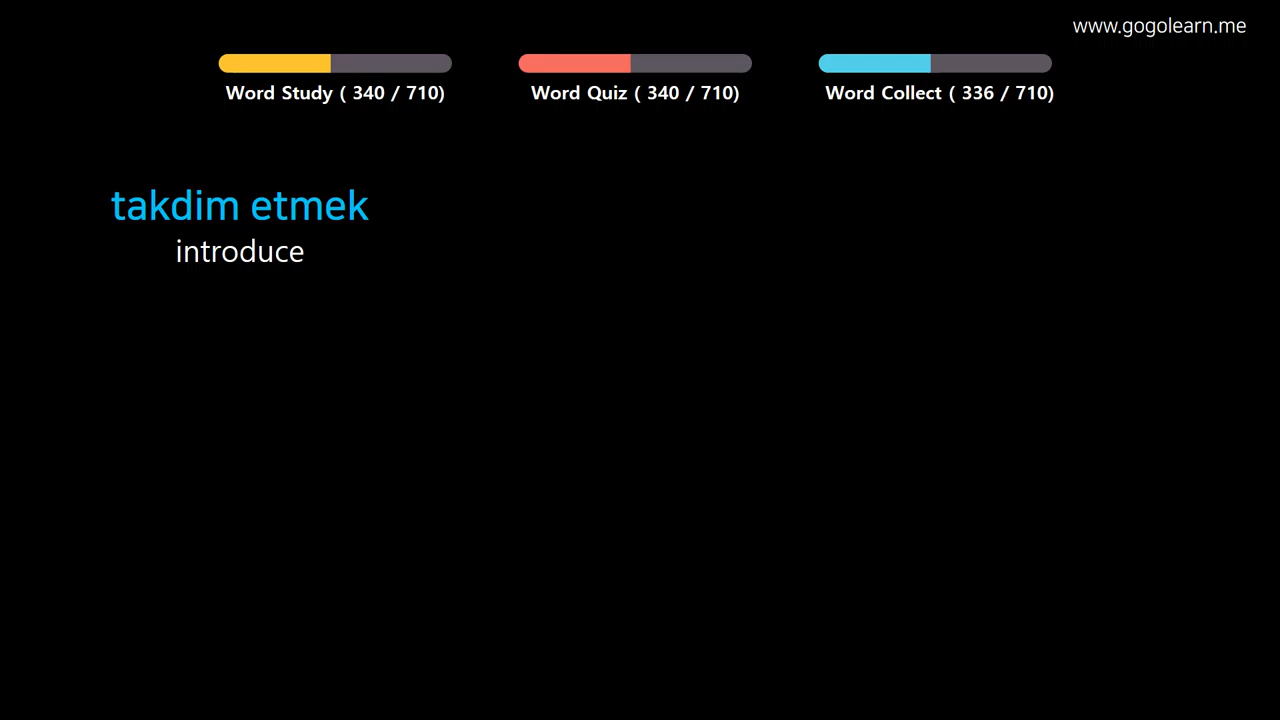 www.gogolearn.me
Word Study ( 340 / 710)
Word Quiz ( 340 / 710)
Word Collect ( 336 / 710)
takdim etmek
introduce